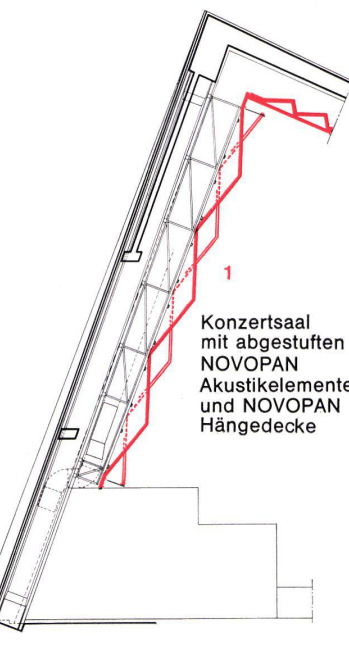 1
Konzertsaal
mit abgestuften
NOVOPAN
Akustikelemente
und NOVOPAN
Hängedecke